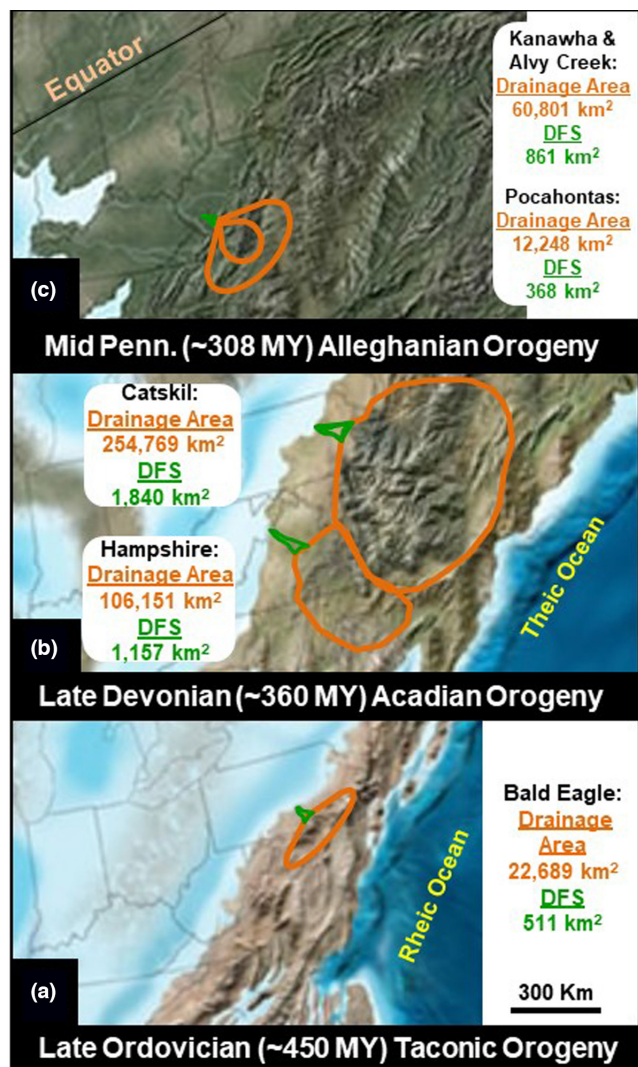 Equator
Kanawha &
Alvy Creek:
Drainage Area
60,801 km²
DFS
861 km²
Pocahontas:
Drainage Area
12,248 km²
DFS
368 km²
(c)
Mid Penn. (~308 MY) Alleghanian Orogeny
Catskil:
Drainage Area
254,769 km²
DFS
1,840 km²
Hampshire:
Drainage Area
106,151 km²
DFS
1,157 km²
Theic Ocean
(b)
Late Devonian (~360 MY) Acadian Orogeny
Bald Eagle:
Drainage
Area
22,689 km²
DFS
511 km²
Rheic Ocean
(a)
300 Km
Late Ordovician (~450 MY) Taconic Orogeny